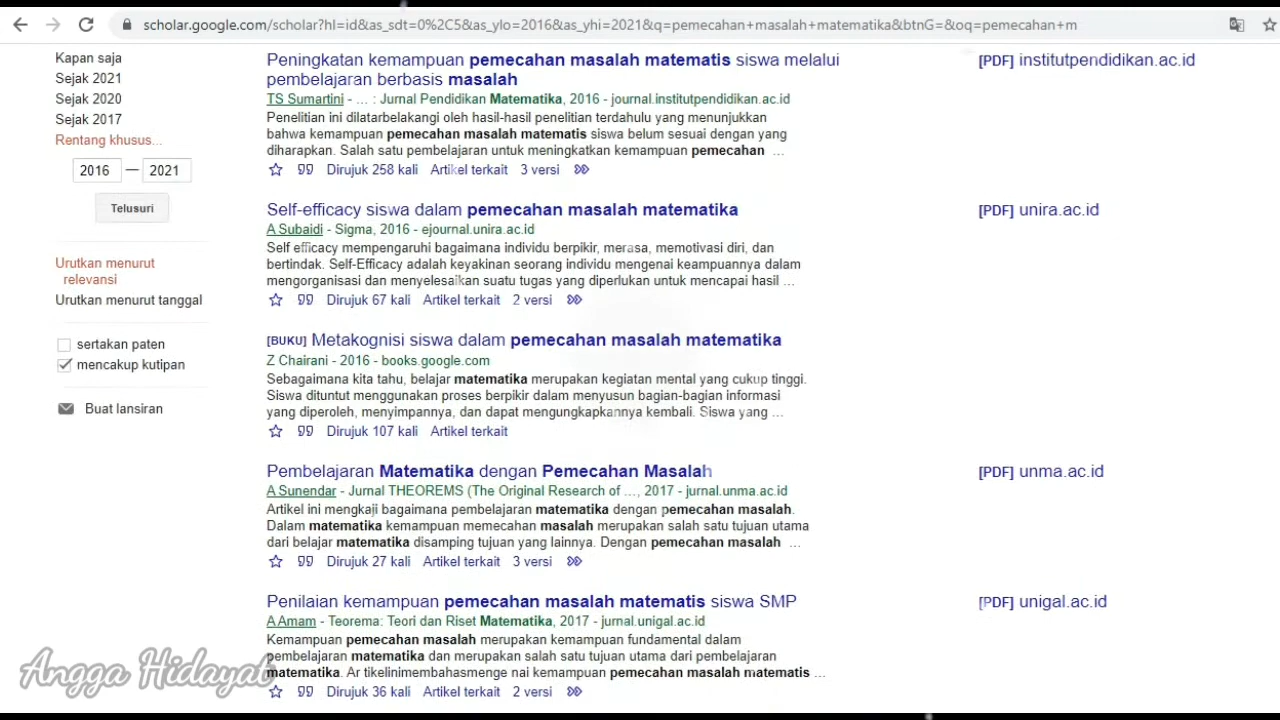 scholar.google.com/scholar?hl=id&as_sdt=0%2C5&as_ylo=2016&as_yhi=2021&q=pemecahan+masalah+matematika&btnG=&oq=pemecahan+m
Kapan saja
Sejak 2021
Sejak 2020
Sejak 2017
Rentang khusus...
2016 — 2021
Telusuri
Urutkan menurut
relevansi
Urutkan menurut tanggal
sertakan paten
mencakup kutipan
Buat lansiran
Peningkatan kemampuan pemecahan masalah matematis siswa melalui
pembelajaran berbasis masalah
TS Sumartini - ... : Jurnal Pendidikan Matematika, 2016 - journal.institutpendidikan.ac.id
Penelitian ini dilatarbelakangi oleh hasil-hasil penelitian terdahulu yang menunjukkan
bahwa kemampuan pemecahan masalah matematis siswa belum sesuai dengan yang
diharapkan. Salah satu pembelajaran untuk meningkatkan kemampuan pemecahan ...
Dirujuk 258 kali Artikel terkait 3 versi
[PDF] institutpendidikan.ac.id
Self-efficacy siswa dalam pemecahan masalah matematika
A Subaidi - Sigma, 2016 - ejournal.unira.ac.id
Self efficacy mempengaruhi bagaimana individu berpikir, merasa, memotivasi diri, dan
bertindak. Self-Efficacy adalah keyakinan seorang individu mengenai keampuannya dalam
mengorganisasi dan menyelesaikan suatu tugas yang diperlukan untuk mencapai hasil ...
Dirujuk 67 kali Artikel terkait 2 versi
[PDF] unira.ac.id
[BUKU] Metakognisi siswa dalam pemecahan masalah matematika
Z Chairani - 2016 - books.google.com
Sebagaimana kita tahu, belajar matematika merupakan kegiatan mental yang cukup tinggi.
Siswa dituntut menggunakan proses berpikir dalam menyusun bagian-bagian informasi
yang diperoleh, menyimpannya, dan dapat mengungkapkannya kembali. Siswa yang ...
Dirujuk 107 kali Artikel terkait
Pembelajaran Matematika dengan Pemecahan Masalah
A Sunendar - Jurnal THEOREMS (The Original Research of ..., 2017 - jurnal.unma.ac.id
Artikel ini mengkaji bagaimana pembelajaran matematika dengan pemecahan masalah.
Dalam matematika kemampuan memecahan masalah merupakan salah satu tujuan utama
dari belajar matematika disamping tujuan yang lainnya. Dengan pemecahan masalah ...
Dirujuk 27 kali Artikel terkait 3 versi
[PDF] unma.ac.id
Penilaian kemampuan pemecahan masalah matematis siswa SMP
A Amam - Teorema: Teori dan Riset Matematika, 2017 - jurnal.unigal.ac.id
Kemampuan pemecahan masalah merupakan kemampuan fundamental dalam
pembelajaran matematika dan merupakan salah satu tujuan utama dari pembelajaran
matematika. Ar tikelinimembahasmenge nai kemampuan pemecahan masalah matematis ...
Dirujuk 36 kali Artikel terkait 2 versi
[PDF] unigal.ac.id
Angga Hidayat